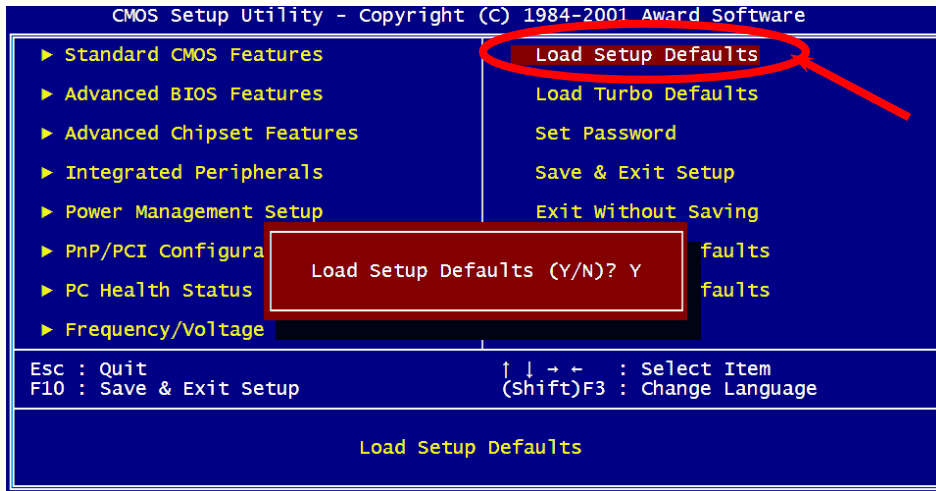 CMOS Setup Utility - Copyright (C) 1984-2001 Award Software
► Standard CMOS Features
► Advanced BIOS Features
► Advanced Chipset Features
► Integrated Peripherals
► Power Management Setup
► PnP/PCI Configura
► PC Health Status
► Frequency/Voltage
Load Setup Defaults
Load Turbo Defaults
Set Password
Save & Exit Setup
Exit Without Saving
faults
faults
Load Setup Defaults (Y/N)? Y
Esc : Quit
F10 : Save & Exit Setup
↑ ↓ → ← : Select Item
(Shift)F3 : Change Language
Load Setup Defaults